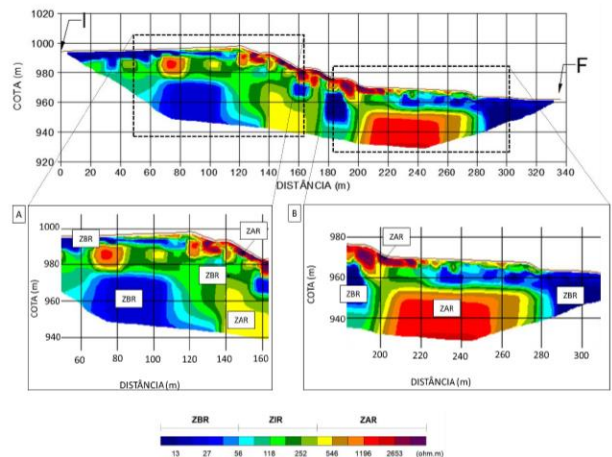 I
F
1020
1000
980
960
940
920
COTA (m)
0 20 40 60 80 100 120 140 160 180 200 220 240 260 280 300 320 340
DISTÂNCIA (m)
A
1000
980
960
940
COTA (m)
ZBR
ZAR
ZBR
ZBR
ZAR
60 80 100 120 140 160
DISTÂNCIA (m)
B
980
960
940
COTA (m)
ZAR
ZBR
ZAR
ZBR
200 220 240 260 280 300
DISTÂNCIA (m)
ZBR ZIR ZAR
13 27 56 118 252 546 1196 2653 (ohm.m)